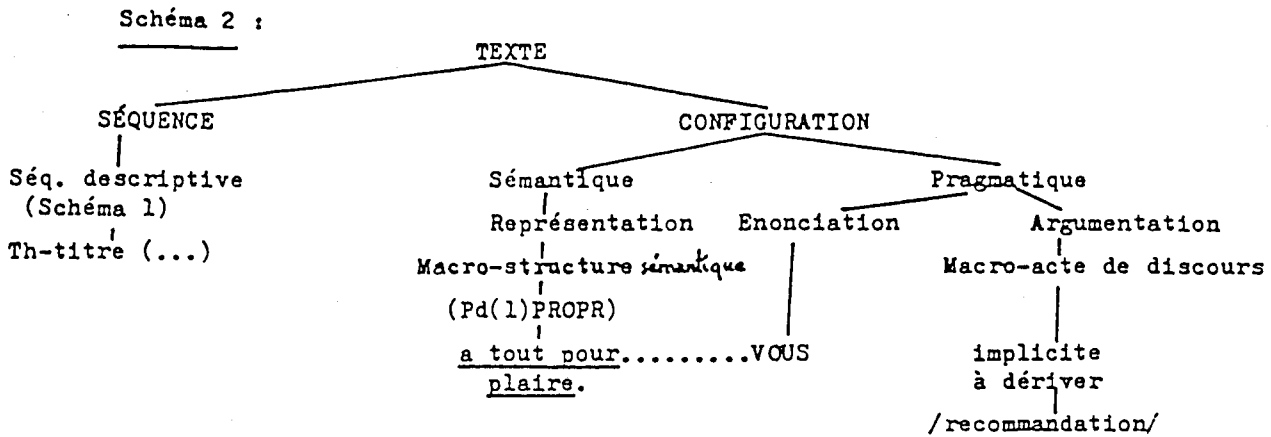 Schéma 2 :
TEXTE
SÉQUENCE CONFIGURATION
Séq. descriptive Sémantique Pragmatique
(Schéma 1)
Représentation Enonciation Argumentation
Th-titre (...)
Macro-structure sémantique Macro-acte de discours
(Pd(1)PROPR)
a tout pour.........VOUS implicite
plaire. à dériver
/recommandation/